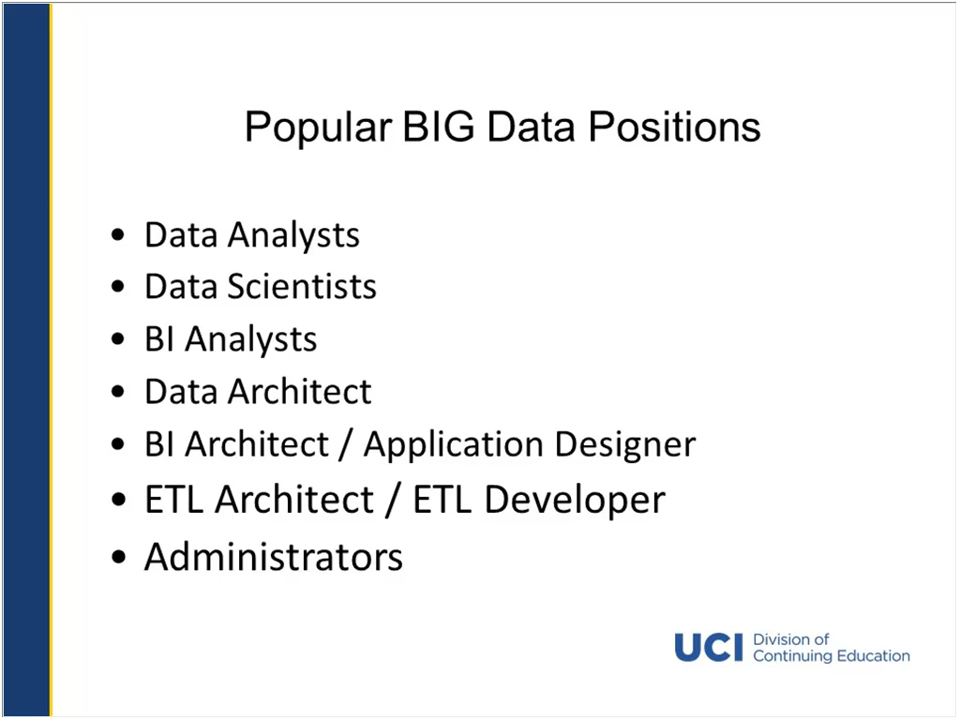 Popular BIG Data Positions
• Data Analysts
• Data Scientists
• BI Analysts
• Data Architect
• BI Architect / Application Designer
• ETL Architect / ETL Developer
• Administrators
UCI Division of
Continuing Education